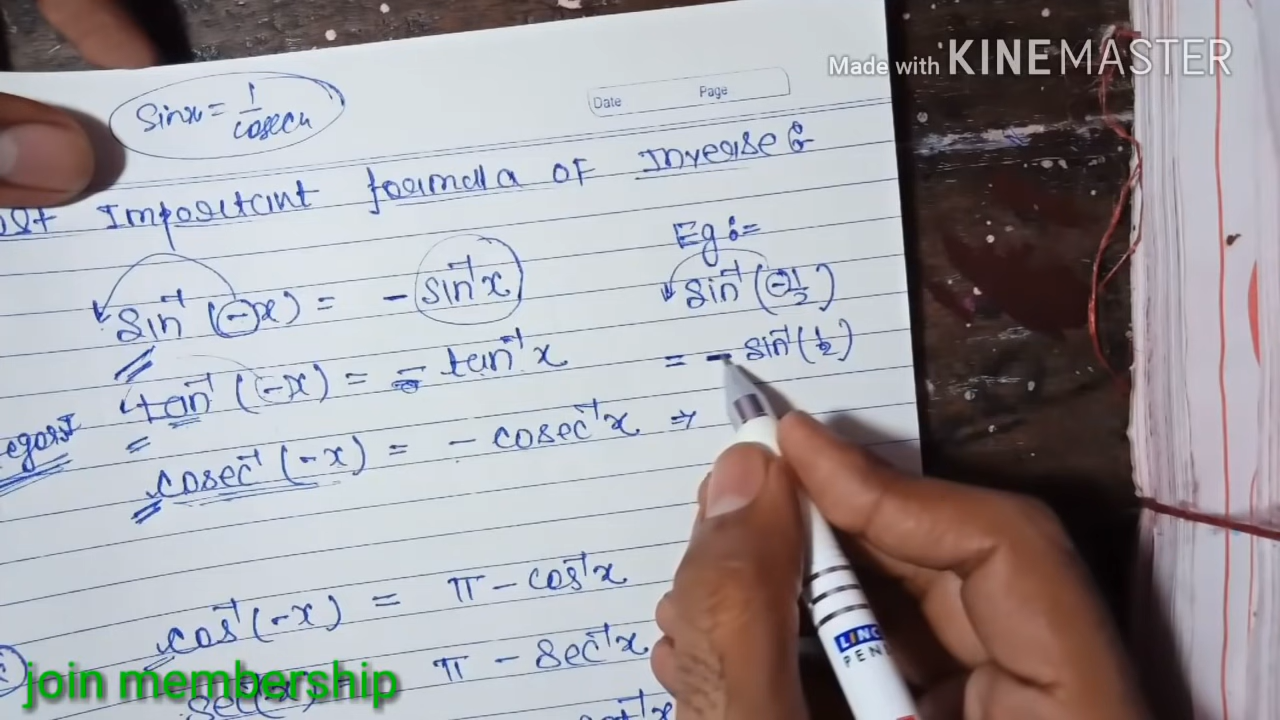 Made with KINEMASTER
Sinx = 1/cosecx
Date Page
Important formula of Inverse
Eg :=
sin⁻¹(-x) = - sin⁻¹x
sin⁻¹(-1/2)
tan⁻¹(-x) = - tan⁻¹x
= - sin⁻¹(1/2)
cosec⁻¹(-x) = - cosec⁻¹x ⇒
cos⁻¹(-x) = π - cos⁻¹x
π - sec⁻¹x
LINC
PEN
join membership